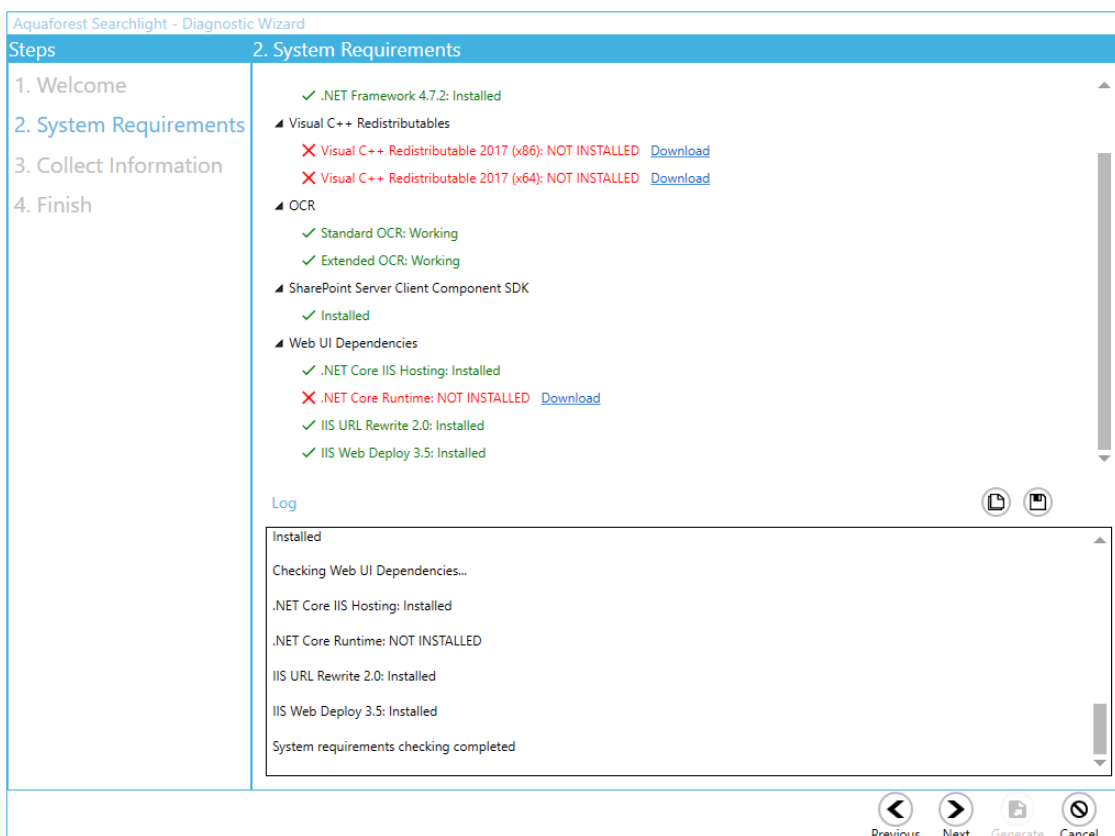 Aquaforest Searchlight - Diagnostic Wizard
Steps
2. System Requirements
1. Welcome
2. System Requirements
3. Collect Information
4. Finish
.NET Framework 4.7.2: Installed
Visual C++ Redistributables
Visual C++ Redistributable 2017 (x86): NOT INSTALLED Download
Visual C++ Redistributable 2017 (x64): NOT INSTALLED Download
OCR
Standard OCR: Working
Extended OCR: Working
SharePoint Server Client Component SDK
Installed
Web UI Dependencies
.NET Core IIS Hosting: Installed
.NET Core Runtime: NOT INSTALLED Download
IIS URL Rewrite 2.0: Installed
IIS Web Deploy 3.5: Installed
Log
Installed
Checking Web UI Dependencies...
.NET Core IIS Hosting: Installed
.NET Core Runtime: NOT INSTALLED
IIS URL Rewrite 2.0: Installed
IIS Web Deploy 3.5: Installed
System requirements checking completed
Previous Next Generate Cancel